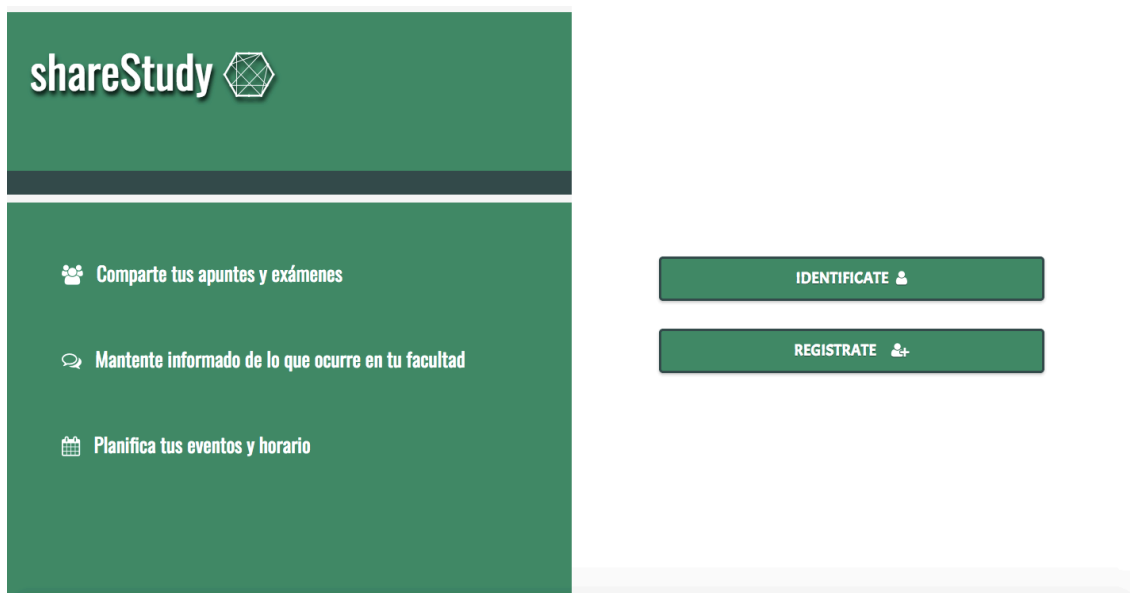 shareStudy
Comparte tus apuntes y exámenes
Mantente informado de lo que ocurre en tu facultad
Planifica tus eventos y horario
IDENTIFICATE
REGISTRATE